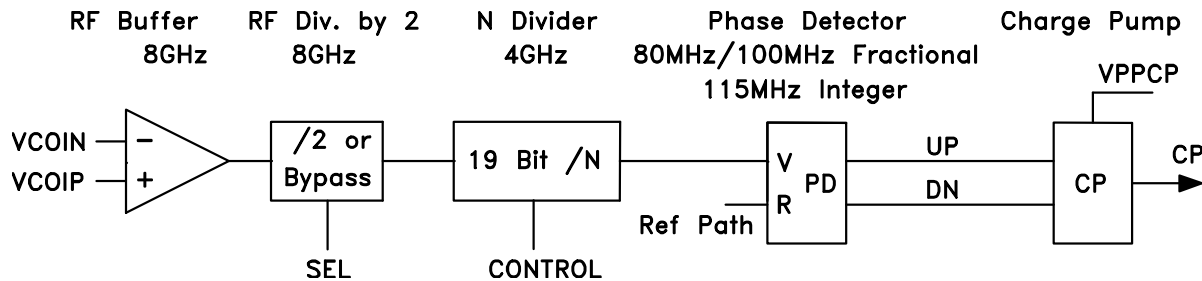 RF Buffer
8GHz
RF Div. by 2
8GHz
N Divider
4GHz
Phase Detector
80MHz/100MHz Fractional
115MHz Integer
Charge Pump
VPPCP
VCOIN
VCOIP
−
+
/2 or
Bypass
SEL
19 Bit /N
CONTROL
V
R
PD
Ref Path
UP
DN
CP
CP